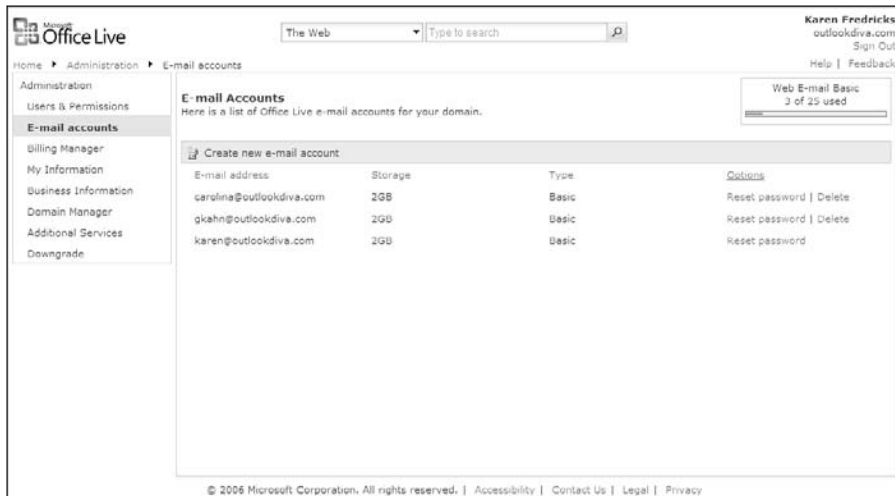 Microsoft
Office Live
The Web
Type to search
Karen Fredricks
outlookdiva.com
Sign Out
Home Administration E-mail accounts
Help | Feedback
Administration
Users & Permissions
E-mail accounts
Billing Manager
My Information
Business Information
Domain Manager
Additional Services
Downgrade
E-mail Accounts
Here is a list of Office Live e-mail accounts for your domain.
Web E-mail Basic
3 of 25 used
Create new e-mail account
E-mail address Storage Type Options
carolina@outlookdiva.com 2GB Basic Reset password | Delete
gkahn@outlookdiva.com 2GB Basic Reset password | Delete
karen@outlookdiva.com 2GB Basic Reset password
© 2006 Microsoft Corporation. All rights reserved. | Accessibility | Contact Us | Legal | Privacy